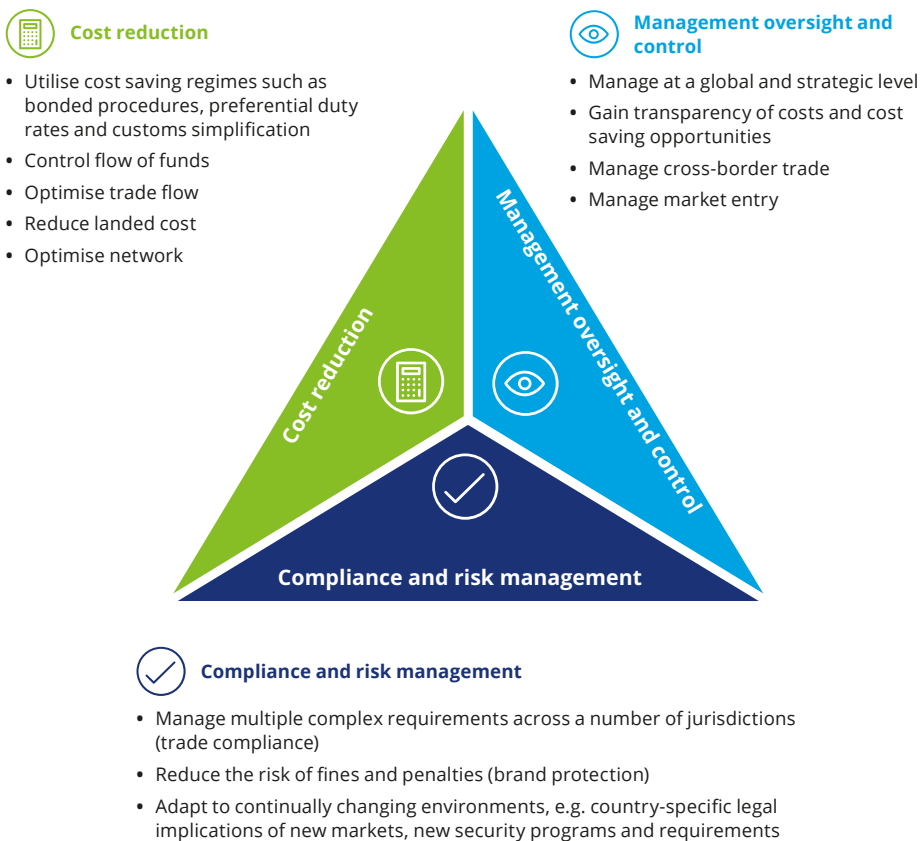 Cost reduction
• Utilise cost saving regimes such as
bonded procedures, preferential duty
rates and customs simplification
• Control flow of funds
• Optimise trade flow
• Reduce landed cost
• Optimise network
Management oversight and
control
• Manage at a global and strategic level
• Gain transparency of costs and cost
saving opportunities
• Manage cross-border trade
• Manage market entry
Cost reduction
Management oversight and control
Compliance and risk management
Compliance and risk management
• Manage multiple complex requirements across a number of jurisdictions
(trade compliance)
• Reduce the risk of fines and penalties (brand protection)
• Adapt to continually changing environments, e.g. country-specific legal
implications of new markets, new security programs and requirements